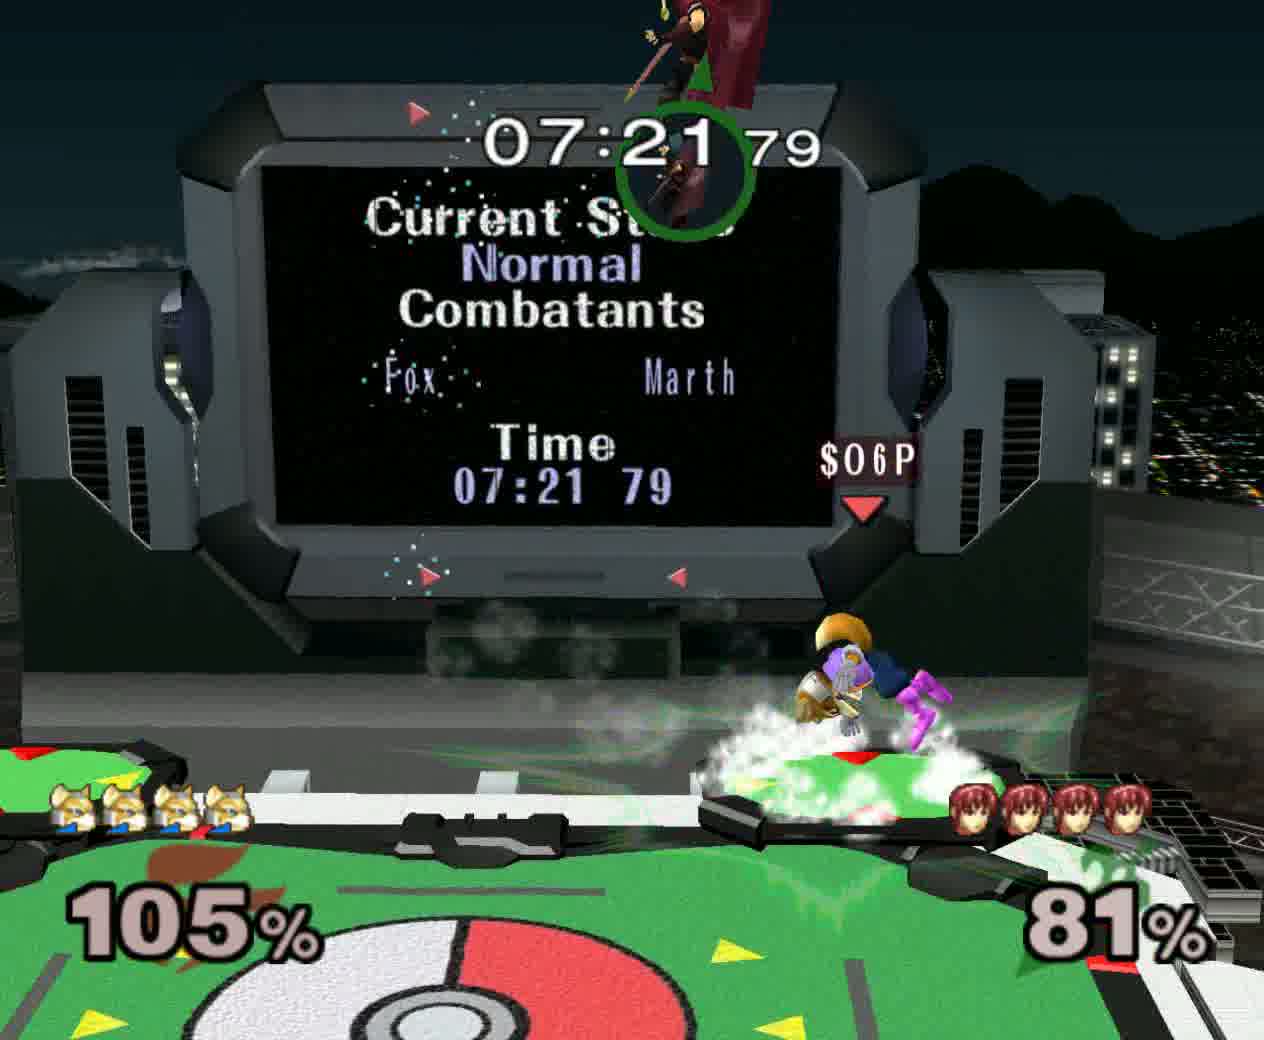 07:21 79
Current St
Normal
Combatants
Fox Marth
Time
07:21 79
$06P
105%
81%